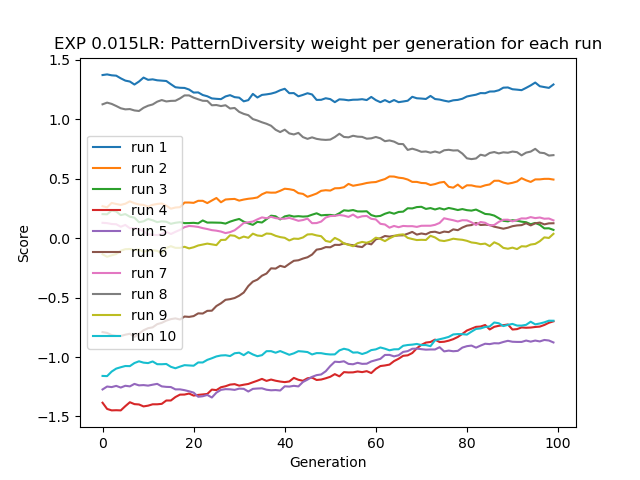 EXP 0.015LR: PatternDiversity weight per generation for each run
1.5
1.0
0.5
0.0
−0.5
−1.0
−1.5
Score
run 1
run 2
run 3
run 4
run 5
run 6
run 7
run 8
run 9
run 10
0 20 40 60 80 100
Generation